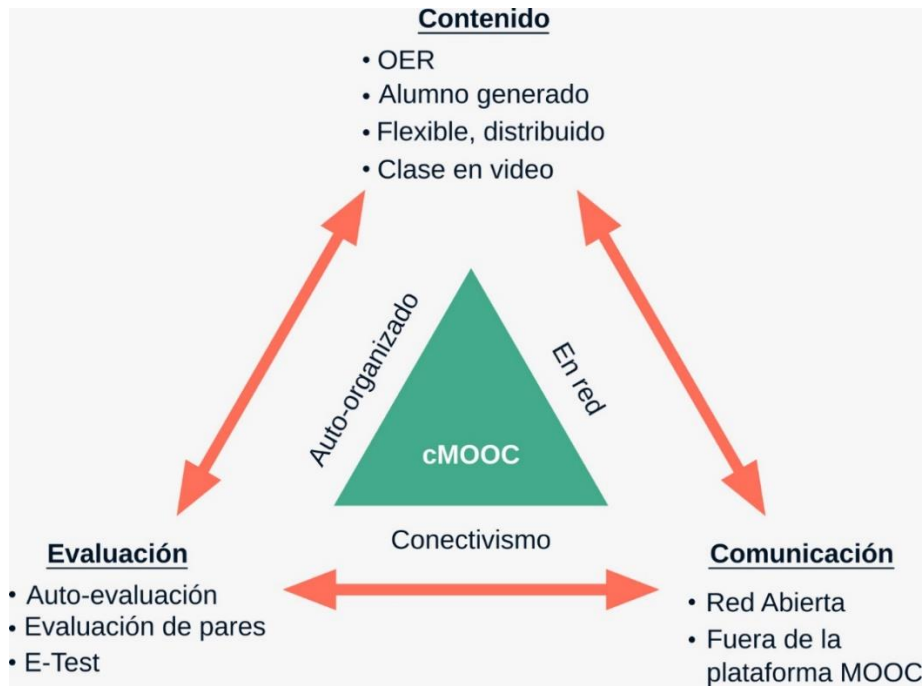 Contenido
• OER
• Alumno generado
• Flexible, distribuido
• Clase en video
Auto-organizado
En red
cMOOC
Conectivismo
Evaluación
• Auto-evaluación
• Evaluación de pares
• E-Test
Comunicación
• Red Abierta
• Fuera de la
plataforma MOOC